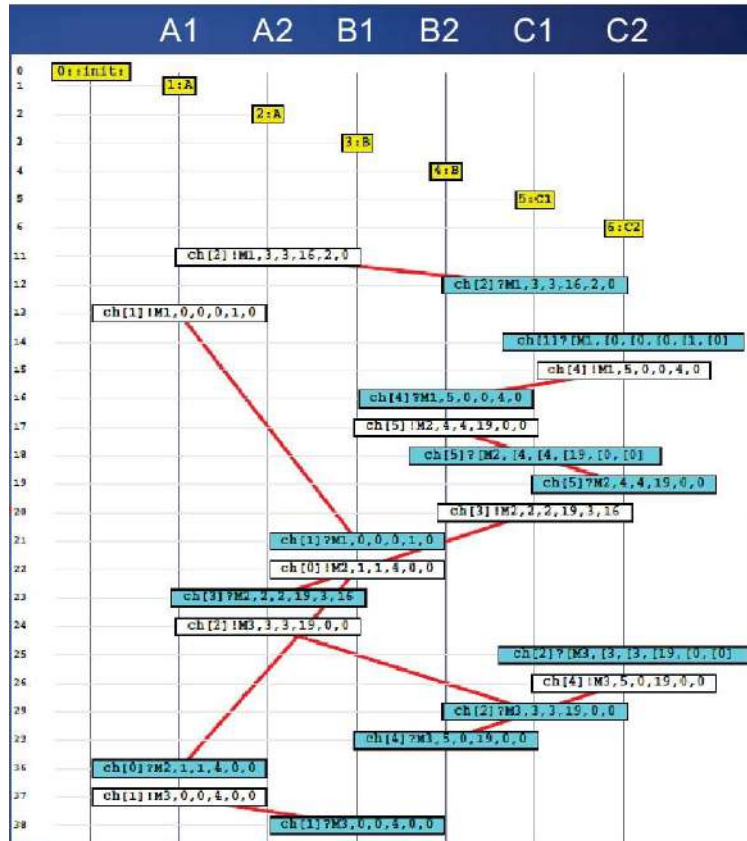 A1 A2 B1 B2 C1 C2
0 0::init:
1 1:A
2 2:A
3 3:B
4 4:B
5 5:C1
6 6:C2
11 ch[2]!M1,3,3,16,2,0
12 ch[2]?M1,3,3,16,2,0
13 ch[1]!M1,0,0,0,1,0
14 ch[1]?[M1,[0,[0,[0,[1,[0]
15 ch[4]!M1,5,0,0,4,0
16 ch[4]?M1,5,0,0,4,0
17 ch[5]!M2,4,4,19,0,0
18 ch[5]?[M2,[4,[4,[19,[0,[0]
19 ch[5]?M2,4,4,19,0,0
20 ch[3]!M2,2,2,19,3,16
21 ch[1]?M1,0,0,0,1,0
22 ch[0]!M2,1,1,4,0,0
23 ch[3]?M2,2,2,19,3,16
24 ch[2]!M3,3,3,19,0,0
25 ch[2]?[M3,[3,[3,[19,[0,[0]
26 ch[4]!M3,5,0,19,0,0
29 ch[2]?M3,3,3,19,0,0
ch[4]?M3,5,0,19,0,0
36 ch[0]?M2,1,1,4,0,0
37 ch[1]!M3,0,0,4,0,0
38 ch[1]?M3,0,0,4,0,0